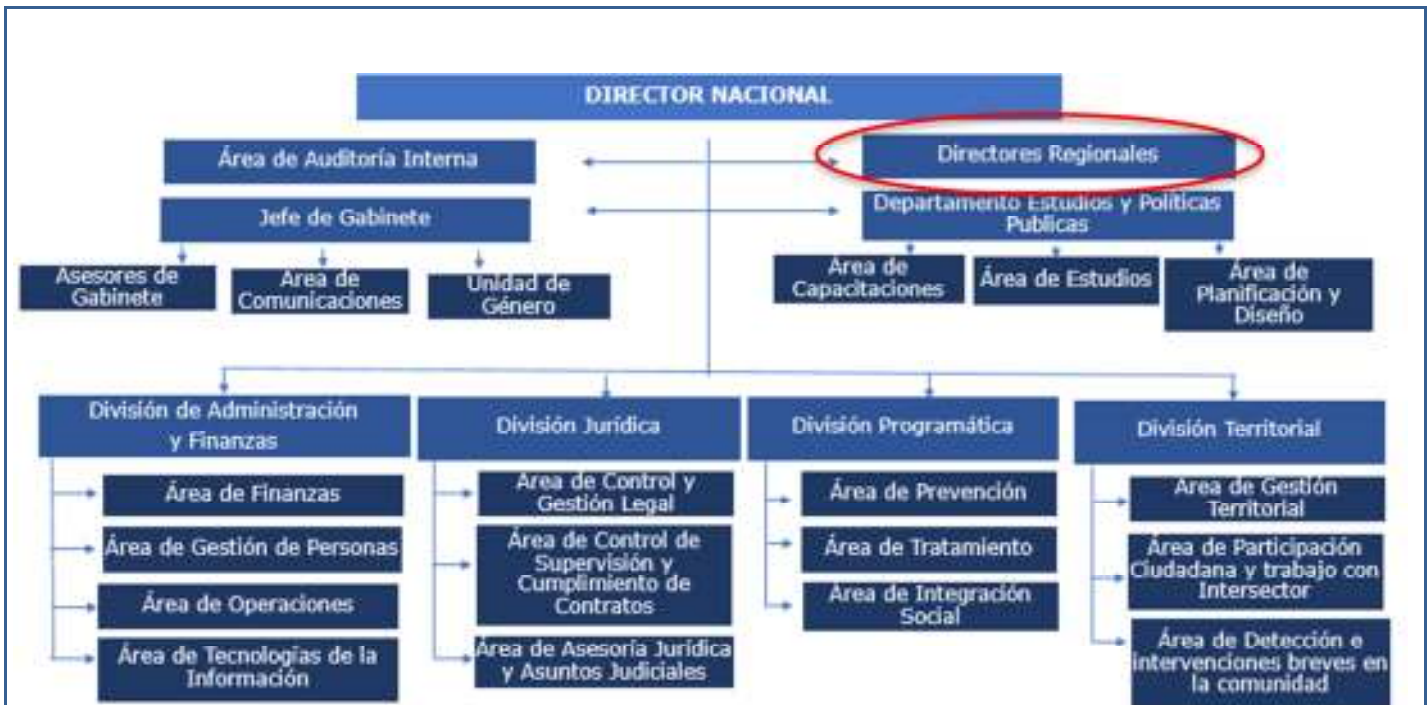 DIRECTOR NACIONAL
Área de Auditoría Interna
Directores Regionales
Jefe de Gabinete
Departamento Estudios y Políticas
Publicas
Asesores de
Gabinete
Area de
Comunicaciones
Unidad de
Género
Área de
Capacitaciones
Área de Estudios
Área de
Planificación y
Diseño
División de Administración
y Finanzas
División Jurídica
División Programática
División Territorial
Área de Finanzas
Área de Gestión de Personas
Área de Operaciones
Área de Tecnologías de la
Información
Area de Control y
Gestión Legal
Área de Control de
Supervisión y
Cumplimiento de
Contratos
Área de Asesoría Jurídica
y Asuntos Judiciales
Área de Prevención
Área de Tratamiento
Área de Integración
Social
Area de Gestión
Territorial
Área de Participación
Ciudadana y trabajo con
Intersector
Área de Detección e
intervenciones breves en
la comunidad